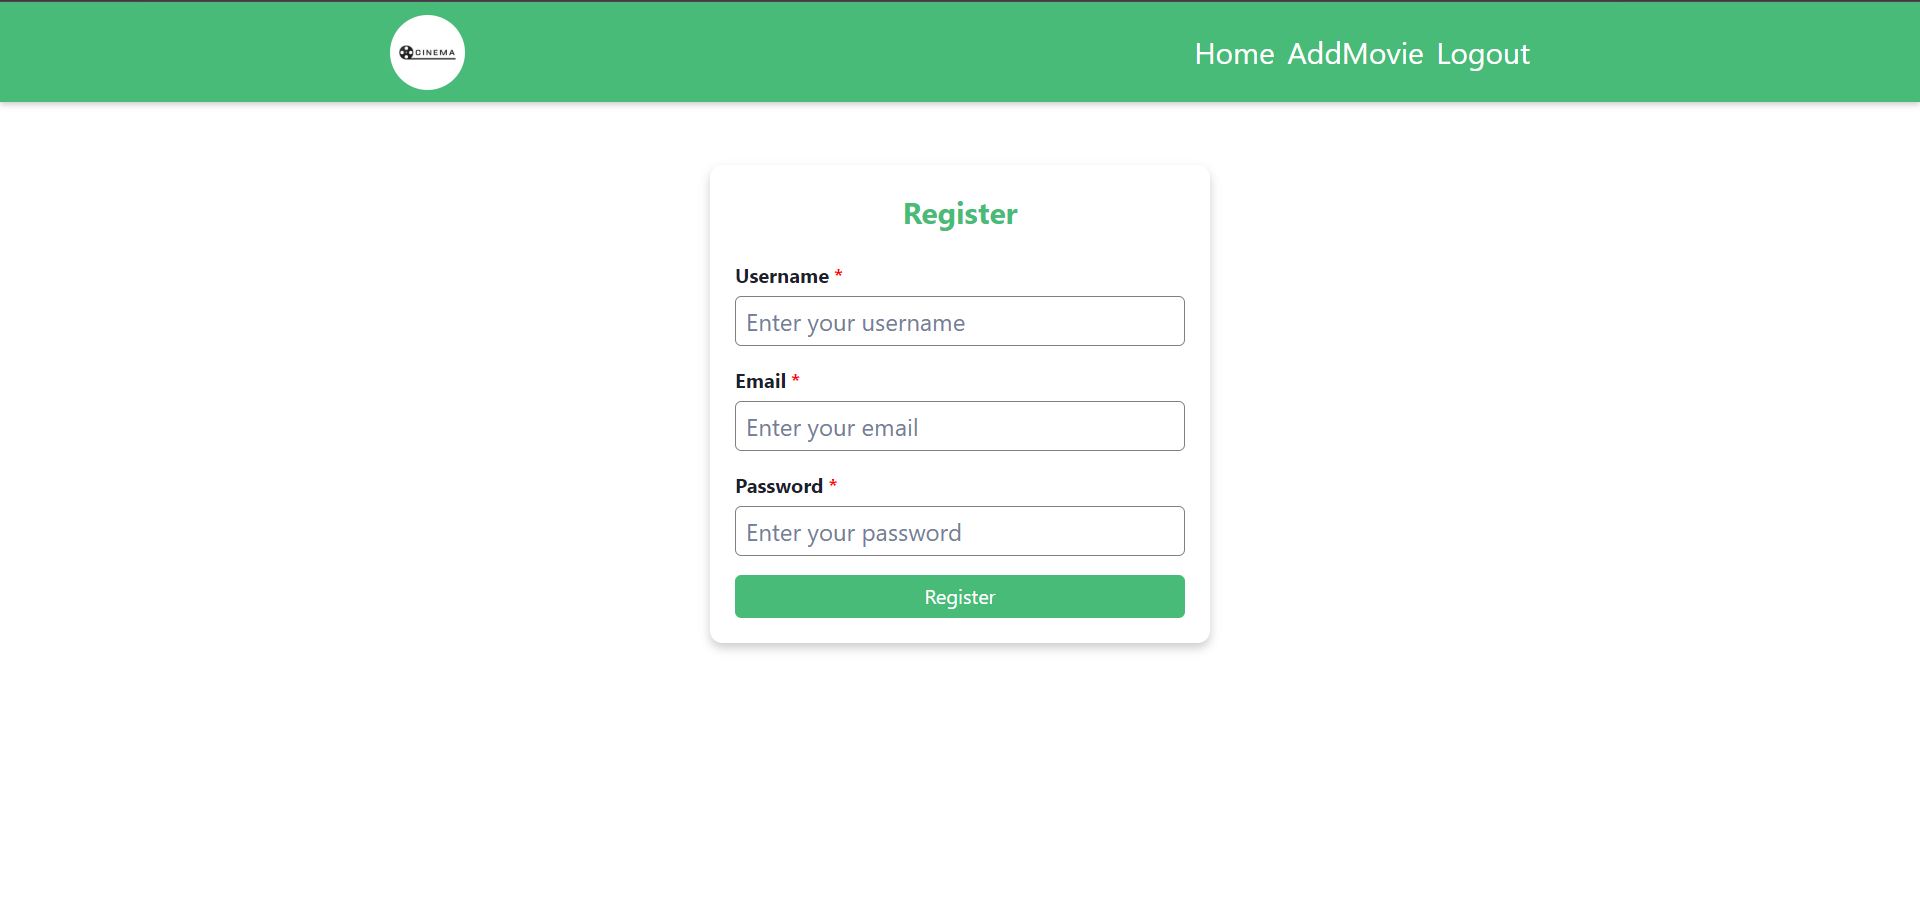 CINEMA
Home AddMovie Logout
Register
Username *
Enter your username
Email *
Enter your email
Password *
Enter your password
Register